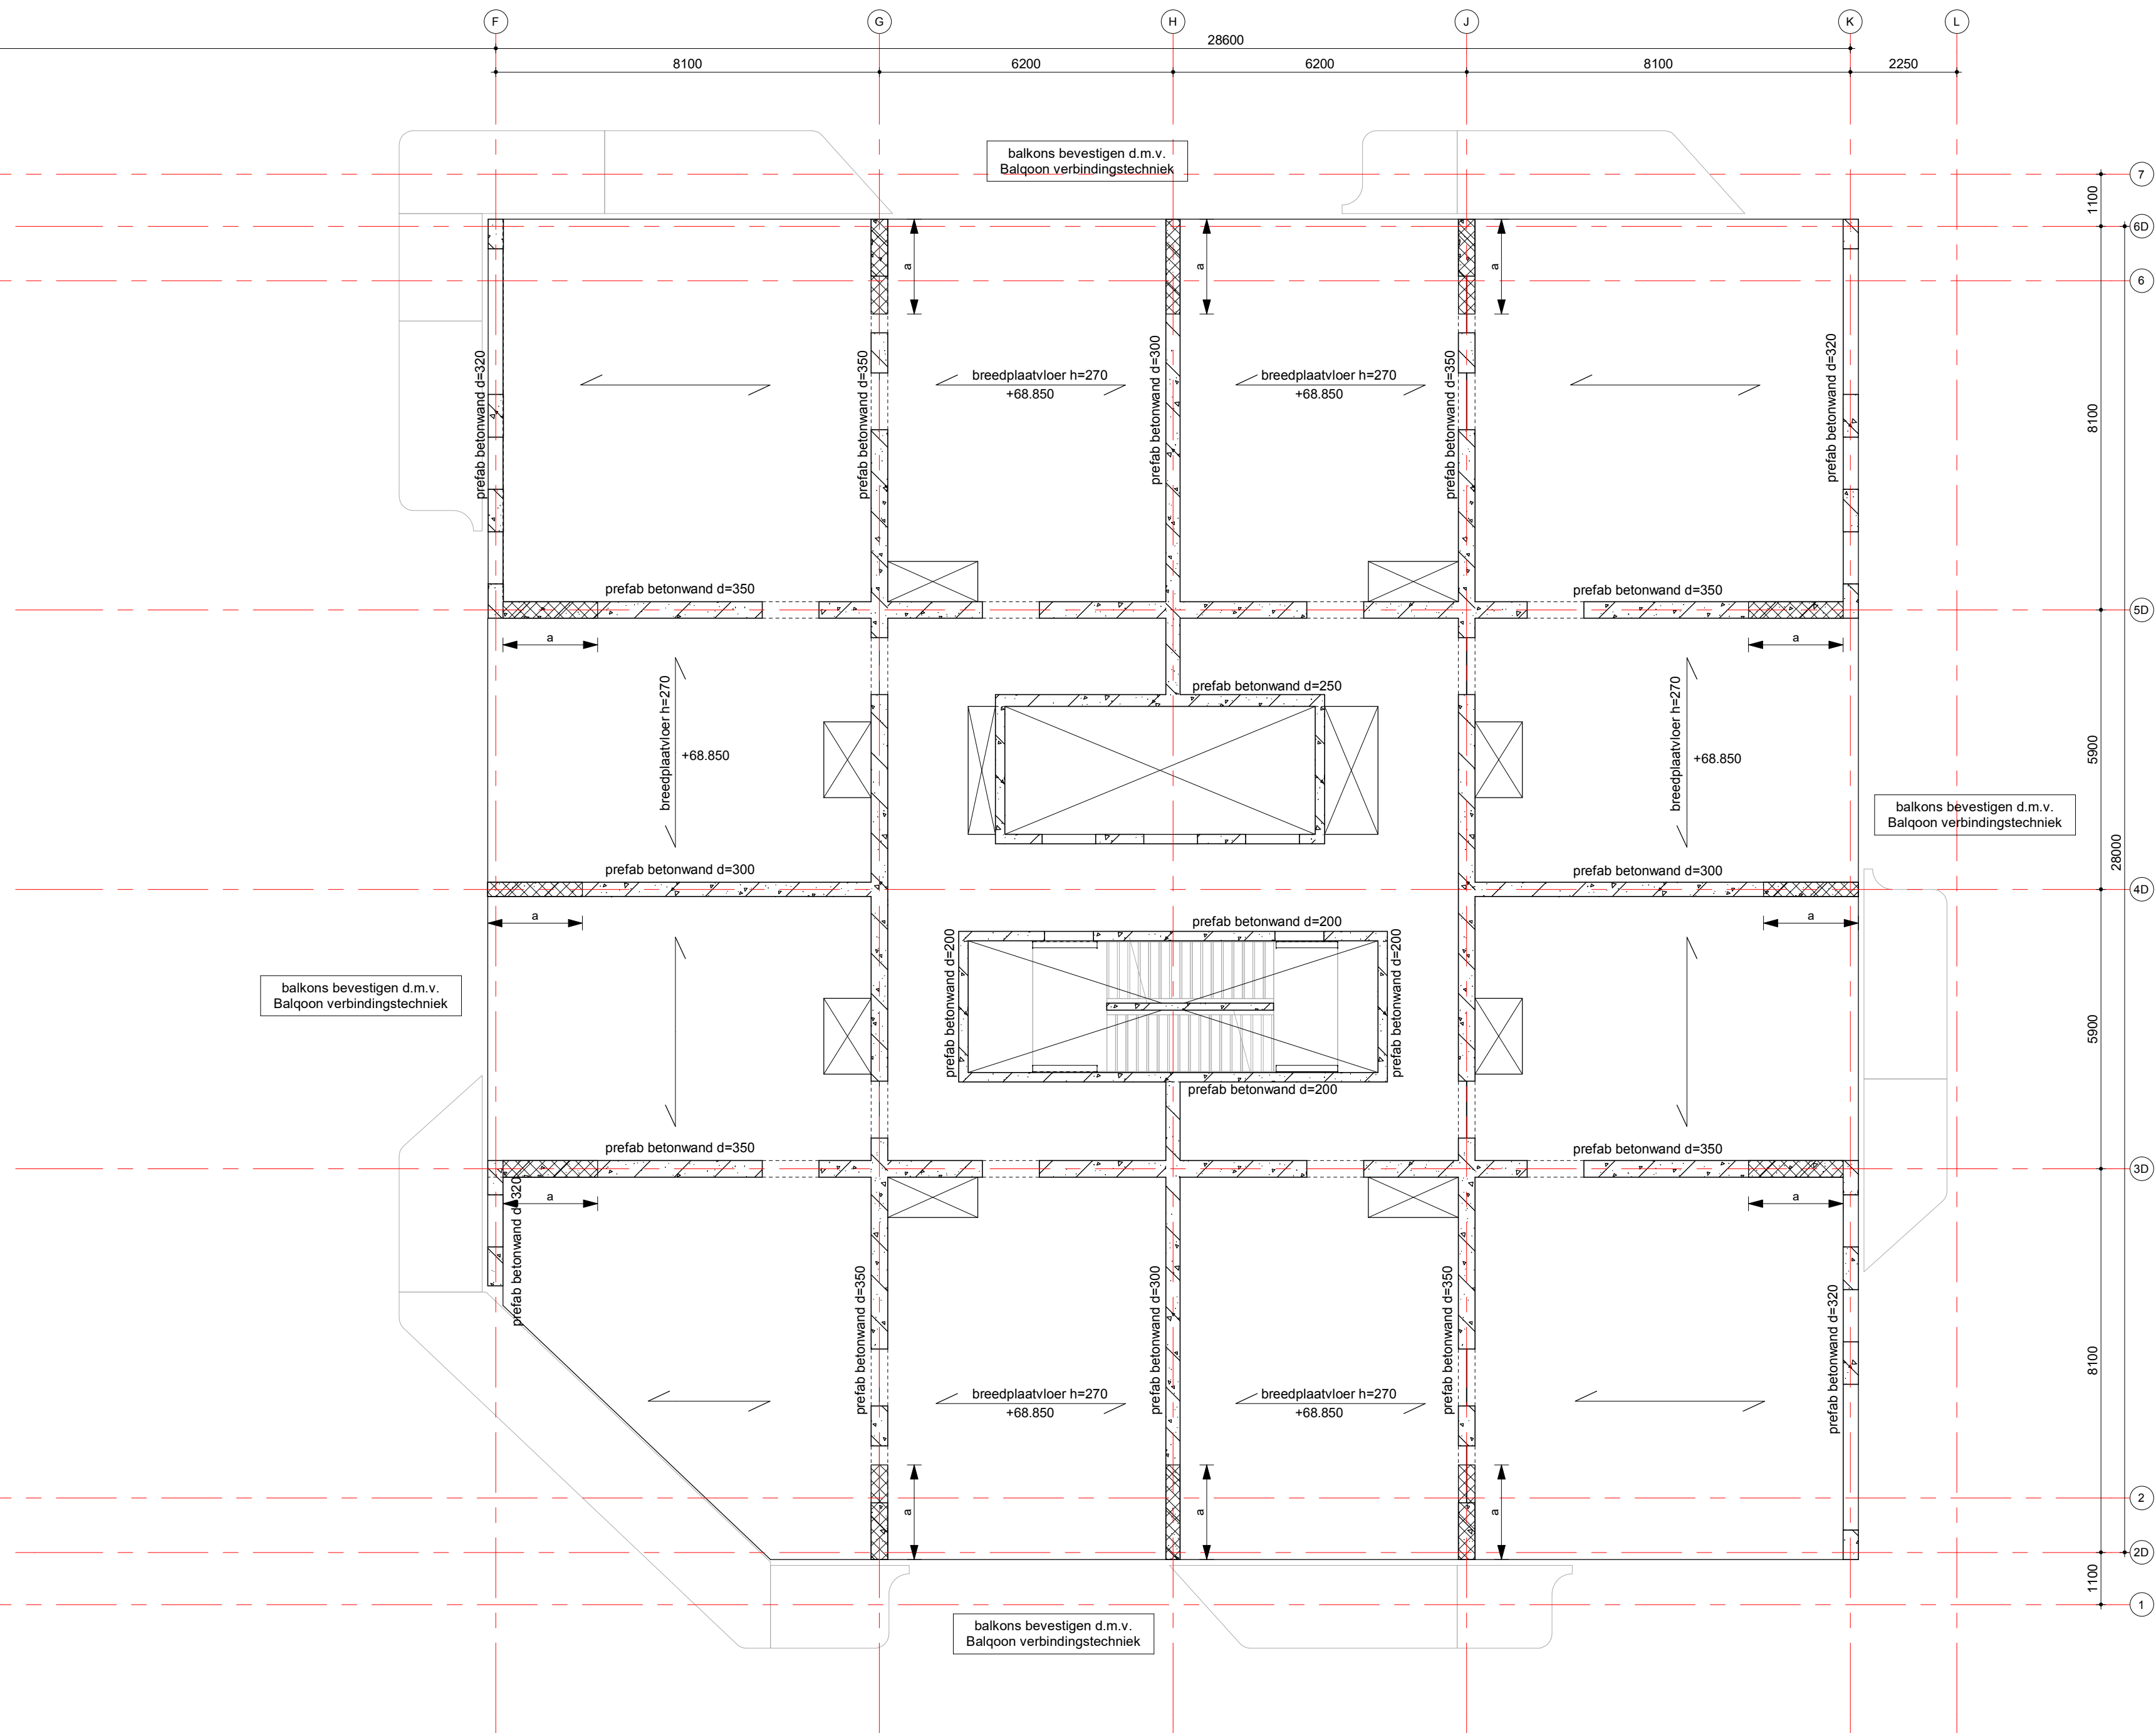 F
G
H
J
K
L
28600
8100
6200
6200
8100
2250
balkons bevestigen d.m.v.
Balqoon verbindingstechniek
7
1100
6D
6
a
a
a
prefab betonwand d=320
prefab betonwand d=350
prefab betonwand d=300
prefab betonwand d=350
prefab betonwand d=320
breedplaatvloer h=270
+68.850
breedplaatvloer h=270
+68.850
8100
prefab betonwand d=350
prefab betonwand d=350
5D
a
a
prefab betonwand d=250
breedplaatvloer h=270
+68.850
breedplaatvloer h=270
+68.850
5900
balkons bevestigen d.m.v.
Balqoon verbindingstechniek
28000
prefab betonwand d=300
prefab betonwand d=300
4D
a
a
prefab betonwand d=200
prefab betonwand d=200
prefab betonwand d=200
balkons bevestigen d.m.v.
Balqoon verbindingstechniek
5900
prefab betonwand d=200
prefab betonwand d=350
prefab betonwand d=350
3D
a
a
prefab betonwand d=320
prefab betonwand d=350
prefab betonwand d=300
prefab betonwand d=350
prefab betonwand d=320
8100
breedplaatvloer h=270
+68.850
breedplaatvloer h=270
+68.850
2
a
a
a
2D
1100
1
balkons bevestigen d.m.v.
Balqoon verbindingstechniek